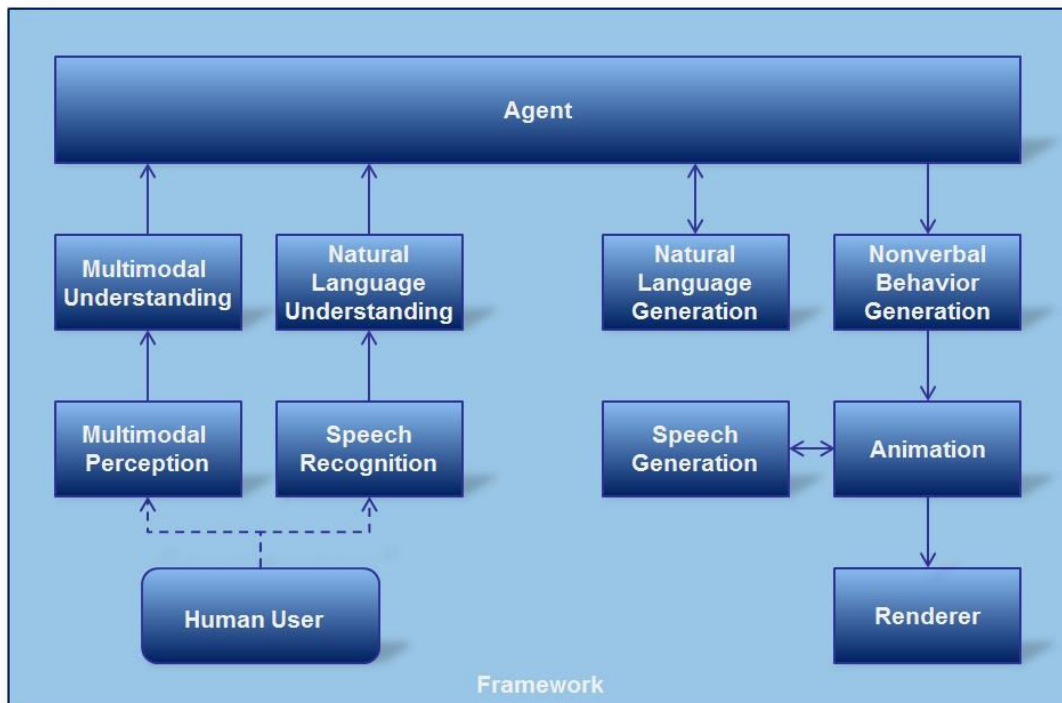 Agent
Multimodal
Understanding
Natural
Language
Understanding
Natural
Language
Generation
Nonverbal
Behavior
Generation
Multimodal
Perception
Speech
Recognition
Speech
Generation
Animation
Human User
Renderer
Framework